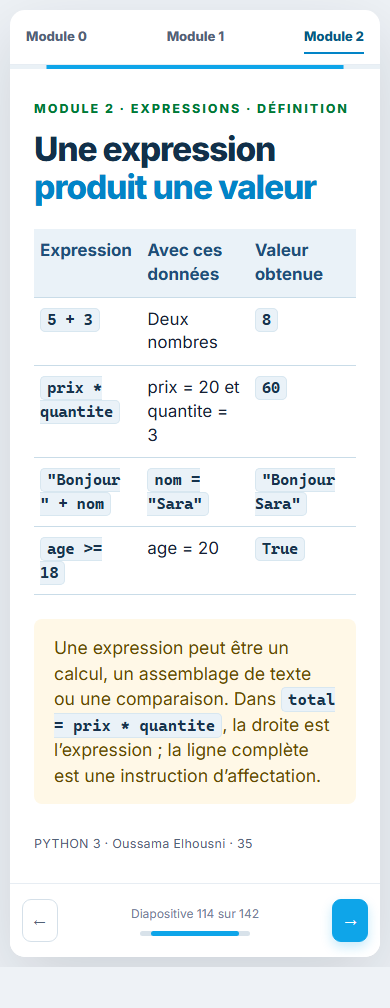 Module 0 Module 1 Module 2
MODULE 2 · EXPRESSIONS · DÉFINITION
Une expression
produit une valeur
Expression Avec ces données Valeur obtenue
5 + 3 Deux nombres 8
prix * quantite prix = 20 et quantite = 3 60
"Bonjour " + nom nom = "Sara" "Bonjour Sara"
age >= 18 age = 20 True
Une expression peut être un
calcul, un assemblage de texte
ou une comparaison. Dans total
= prix * quantite, la droite est
l’expression ; la ligne complète
est une instruction d’affectation.
PYTHON 3 · Oussama Elhousni · 35
← Diapositive 114 sur 142 →